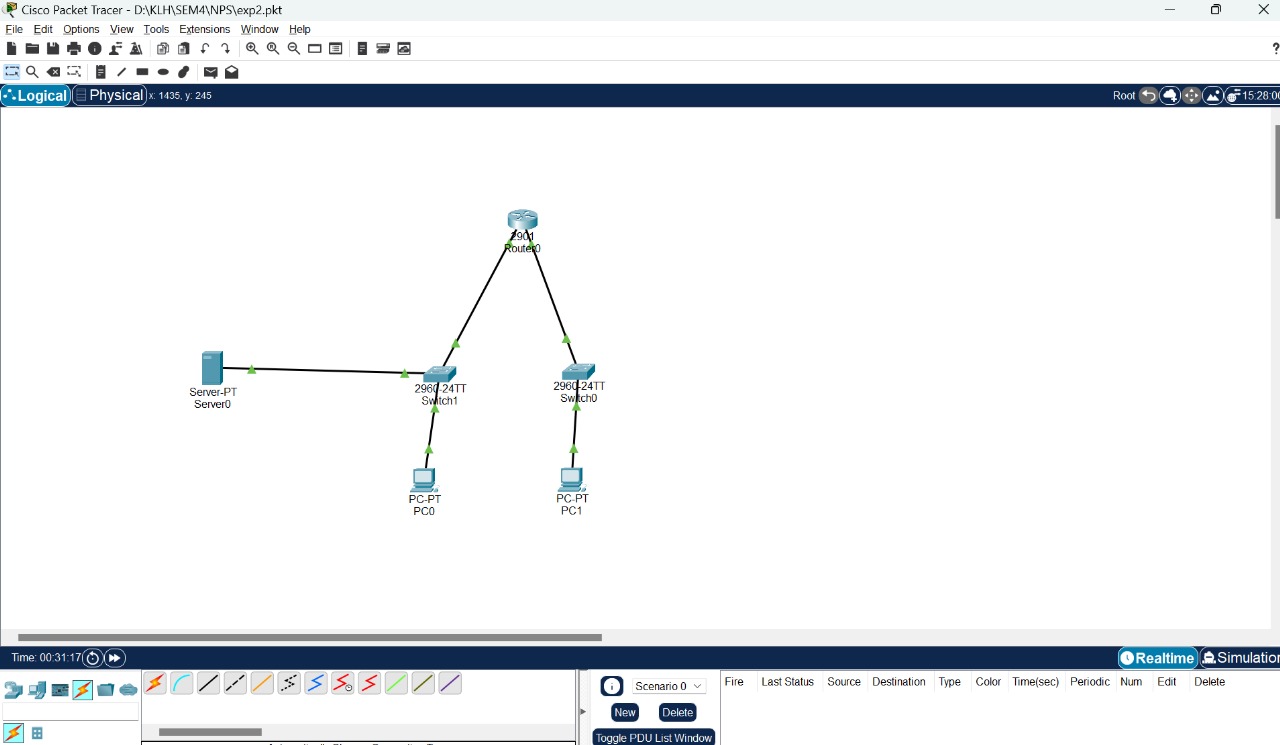 Cisco Packet Tracer - D:\KLH\SEM4\NPS\exp2.pkt
File Edit Options View Tools Extensions Window Help
?
Logical Physical x: 1435, y: 245 Root 15:28:00
2901
Router0
Server-PT
Server0
2960-24TT
Switch1
2960-24TT
Switch0
PC-PT
PC0
PC-PT
PC1
Time: 00:31:17 Realtime Simulation
Scenario 0
New Delete
Toggle PDU List Window
Fire Last Status Source Destination Type Color Time(sec) Periodic Num Edit Delete